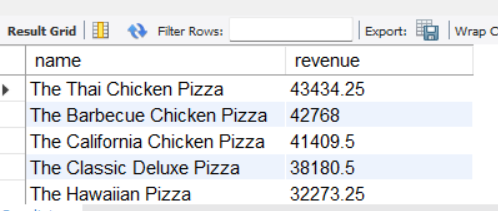 Result Grid Filter Rows: Export: Wrap C
name revenue
The Thai Chicken Pizza 43434.25
The Barbecue Chicken Pizza 42768
The California Chicken Pizza 41409.5
The Classic Deluxe Pizza 38180.5
The Hawaiian Pizza 32273.25